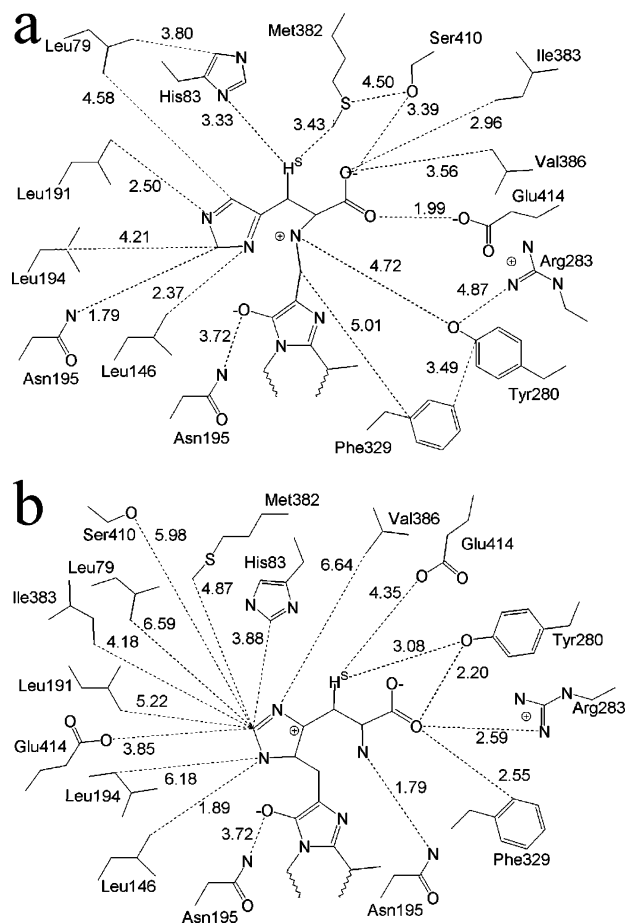 a
Leu79
3.80
His83
Met382
Ser410
Ile383
4.58
3.33
S
3.43
4.50
O
3.39
2.96
3.56
Val386
Leu191
2.50
H^S
O-
O
1.99
Glu414
-O
O
N
N
N
N
Leu194
4.21
⊕
N
4.72
N
⊕
Arg283
N
N
4.87
N
1.79
2.37
O
Asn195
Leu146
3.72
-O
N
N
5.01
O
3.49
Tyr280
N
O
Asn195
Phe329
b
Ser410
O
5.98
Met382
S
His83
Val386
Glu414
Leu79
4.87
N
N
6.64
O
O
4.35
Ile383
6.59
4.18
3.88
3.08
O
Tyr280
Leu191
5.22
H^S
O-
2.20
N
Arg283
Glu414
O
O
3.85
N
⊕
N
O
2.59
⊕
N
N
Leu194
6.18
N
1.79
2.55
1.89
3.72
-O
N
N
Leu146
N
O
Asn195
N
O
Asn195
Phe329